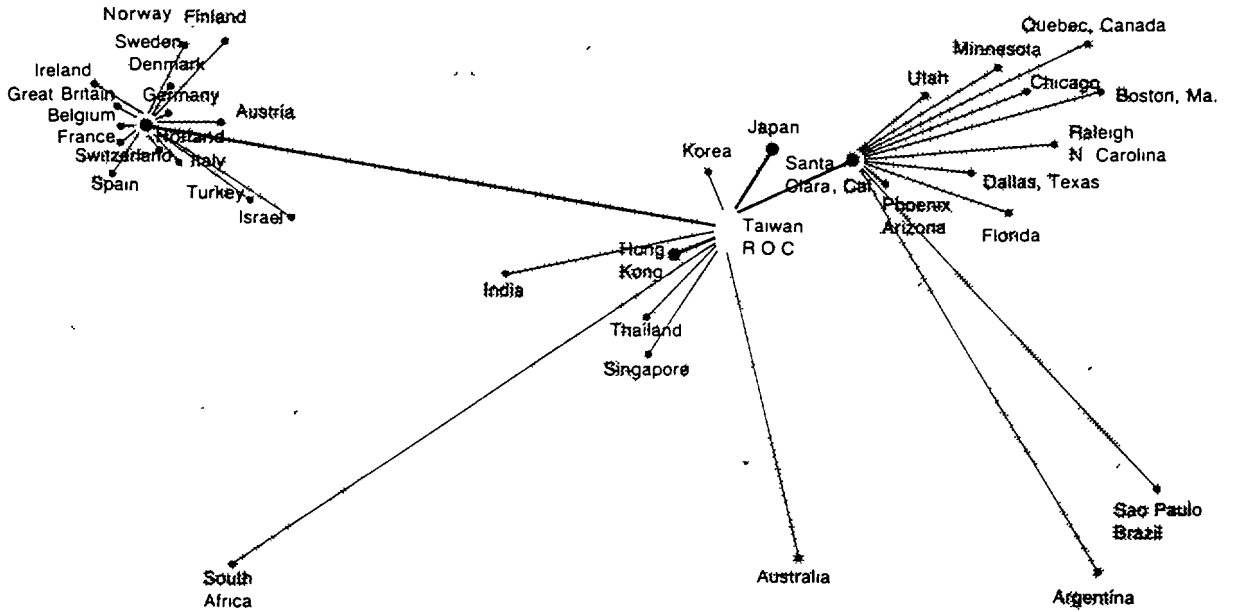 Norway
Finland
Sweden
Denmark
Ireland
Great Britain
Germany
Belgium
Austria
France
Holland
Switzerland
Italy
Spain
Turkey
Israel
India
Hong
Kong
Thailand
Singapore
Korea
Japan
Taiwan
R O C
Santa
Clara, Cal
Utah
Minnesota
Quebec, Canada
Chicago
Boston, Ma.
Raleigh
N Carolina
Dallas, Texas
Phoenix
Arizona
Florida
South
Africa
Australia
Sao Paulo
Brazil
Argentina